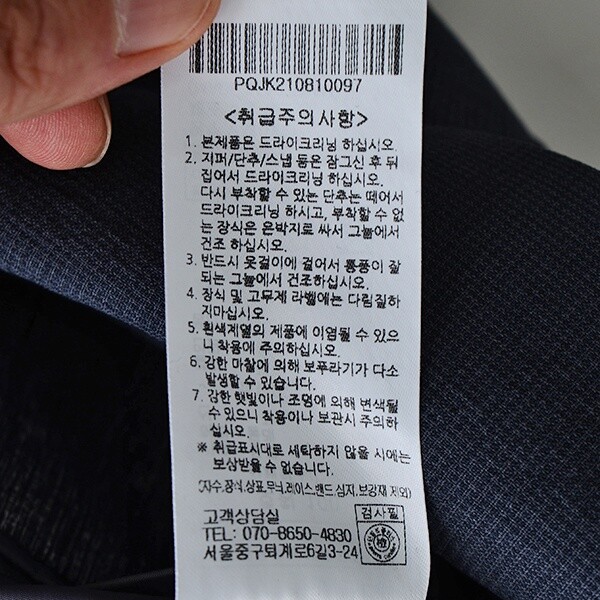 PQJK210810097
<취급주의사항>
1. 본제품은 드라이크리닝 하십시오.
2. 지퍼/단추/스냅 등은 잠그신 후 뒤
집어서 드라이크리닝 하십시오.
다시 부착할 수 있는 단추는 떼어서
드라이크리닝 하시고, 부착할 수 없
는 장식은 은박지로 싸서 그늘에서
건조 하십시오.
3. 반드시 옷걸이에 걸어서 통풍이 잘
되는 그늘에서 건조하십시오.
4. 장식 및 고무제 라벨에는 다림질하
지마십시오.
5. 흰색계열의 제품에 이염될 수 있으
니 착용에 주의하십시오.
6. 강한 마찰에 의해 보푸라기가 다소
발생할 수 있습니다.
7. 강한 햇빛이나 조명에 의해 변색될
수 있으니 착용이나 보관시 주의하
십시오.
※ 취급표시대로 세탁하지 않을 시에는
보상받을 수 없습니다.
(자수,장식,상표,무늬,레이스,밴드,심지,보강재 제외)
고객상담실
검사필
TEL: 070-8650-4830
서울중구퇴계로6길3-24